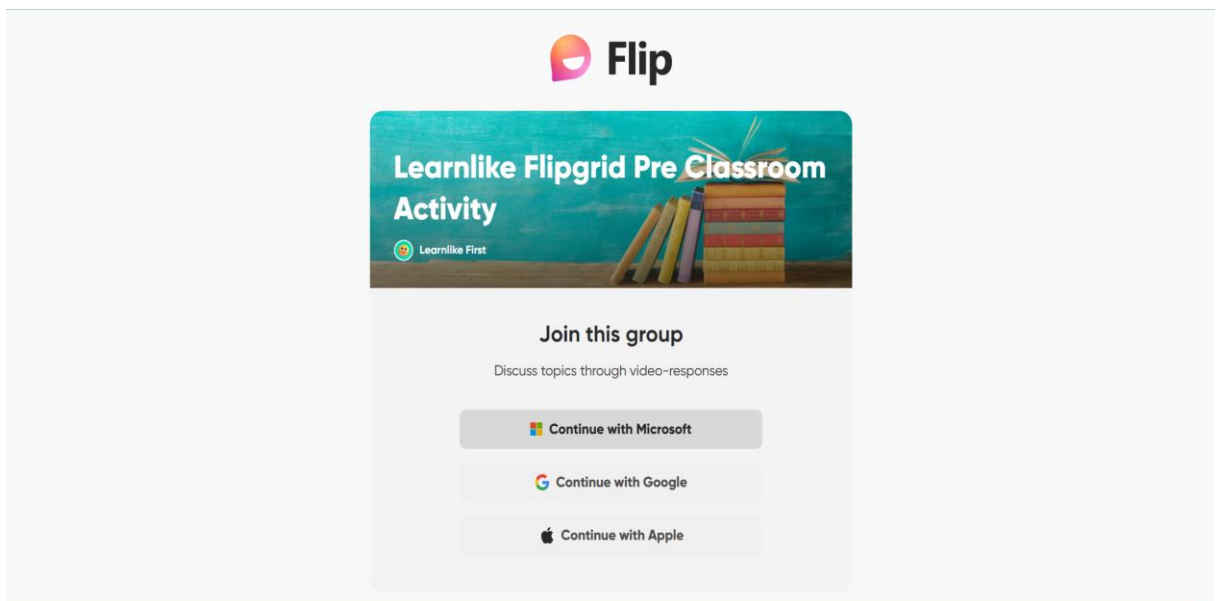 Flip
Learnlike Flipgrid Pre Classroom
Activity
Learnlike First
Join this group
Discuss topics through video-responses
Continue with Microsoft
Continue with Google
Continue with Apple